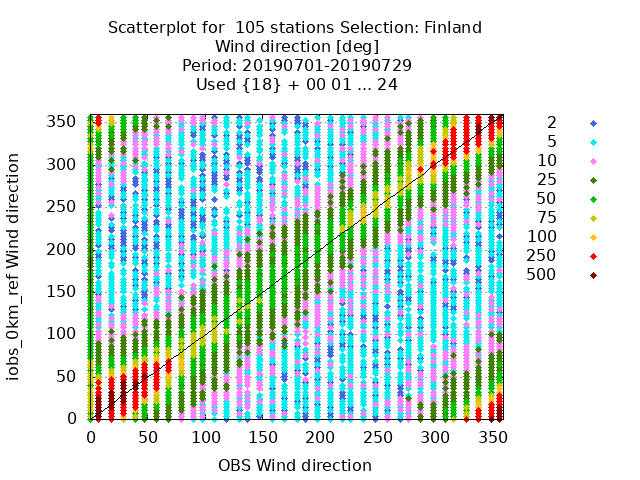 Scatterplot for 105 stations Selection: Finland
Wind direction [deg]
Period: 20190701-20190729
Used {18} + 00 01 ... 24
iobs_0km_ref Wind direction
350
300
250
200
150
100
50
0
0 50 100 150 200 250 300 350
OBS Wind direction
2
5
10
25
50
75
100
250
500